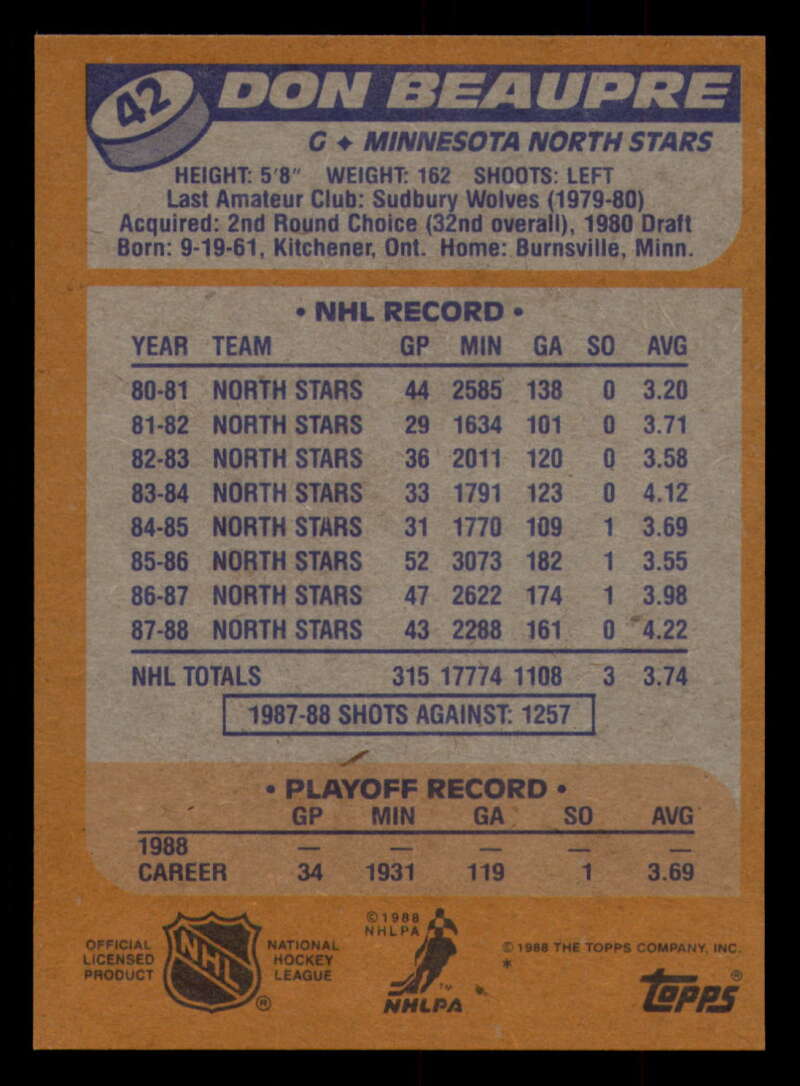 42
DON BEAUPRE
G ✦ MINNESOTA NORTH STARS
HEIGHT: 5'8" WEIGHT: 162 SHOOTS: LEFT
Last Amateur Club: Sudbury Wolves (1979-80)
Acquired: 2nd Round Choice (32nd overall), 1980 Draft
Born: 9-19-61, Kitchener, Ont. Home: Burnsville, Minn.
• NHL RECORD •
YEAR TEAM GP MIN GA SO AVG
80-81 NORTH STARS 44 2585 138 0 3.20
81-82 NORTH STARS 29 1634 101 0 3.71
82-83 NORTH STARS 36 2011 120 0 3.58
83-84 NORTH STARS 33 1791 123 0 4.12
84-85 NORTH STARS 31 1770 109 1 3.69
85-86 NORTH STARS 52 3073 182 1 3.55
86-87 NORTH STARS 47 2622 174 1 3.98
87-88 NORTH STARS 43 2288 161 0 4.22
NHL TOTALS 315 17774 1108 3 3.74
1987-88 SHOTS AGAINST: 1257
• PLAYOFF RECORD •
GP MIN GA SO AVG
1988 — — — — —
CAREER 34 1931 119 1 3.69
OFFICIAL
LICENSED
PRODUCT
NHL
®
NATIONAL
HOCKEY
LEAGUE
©1988
NHLPA
™
NHLPA
© 1988 THE TOPPS COMPANY, INC.
*
topps®